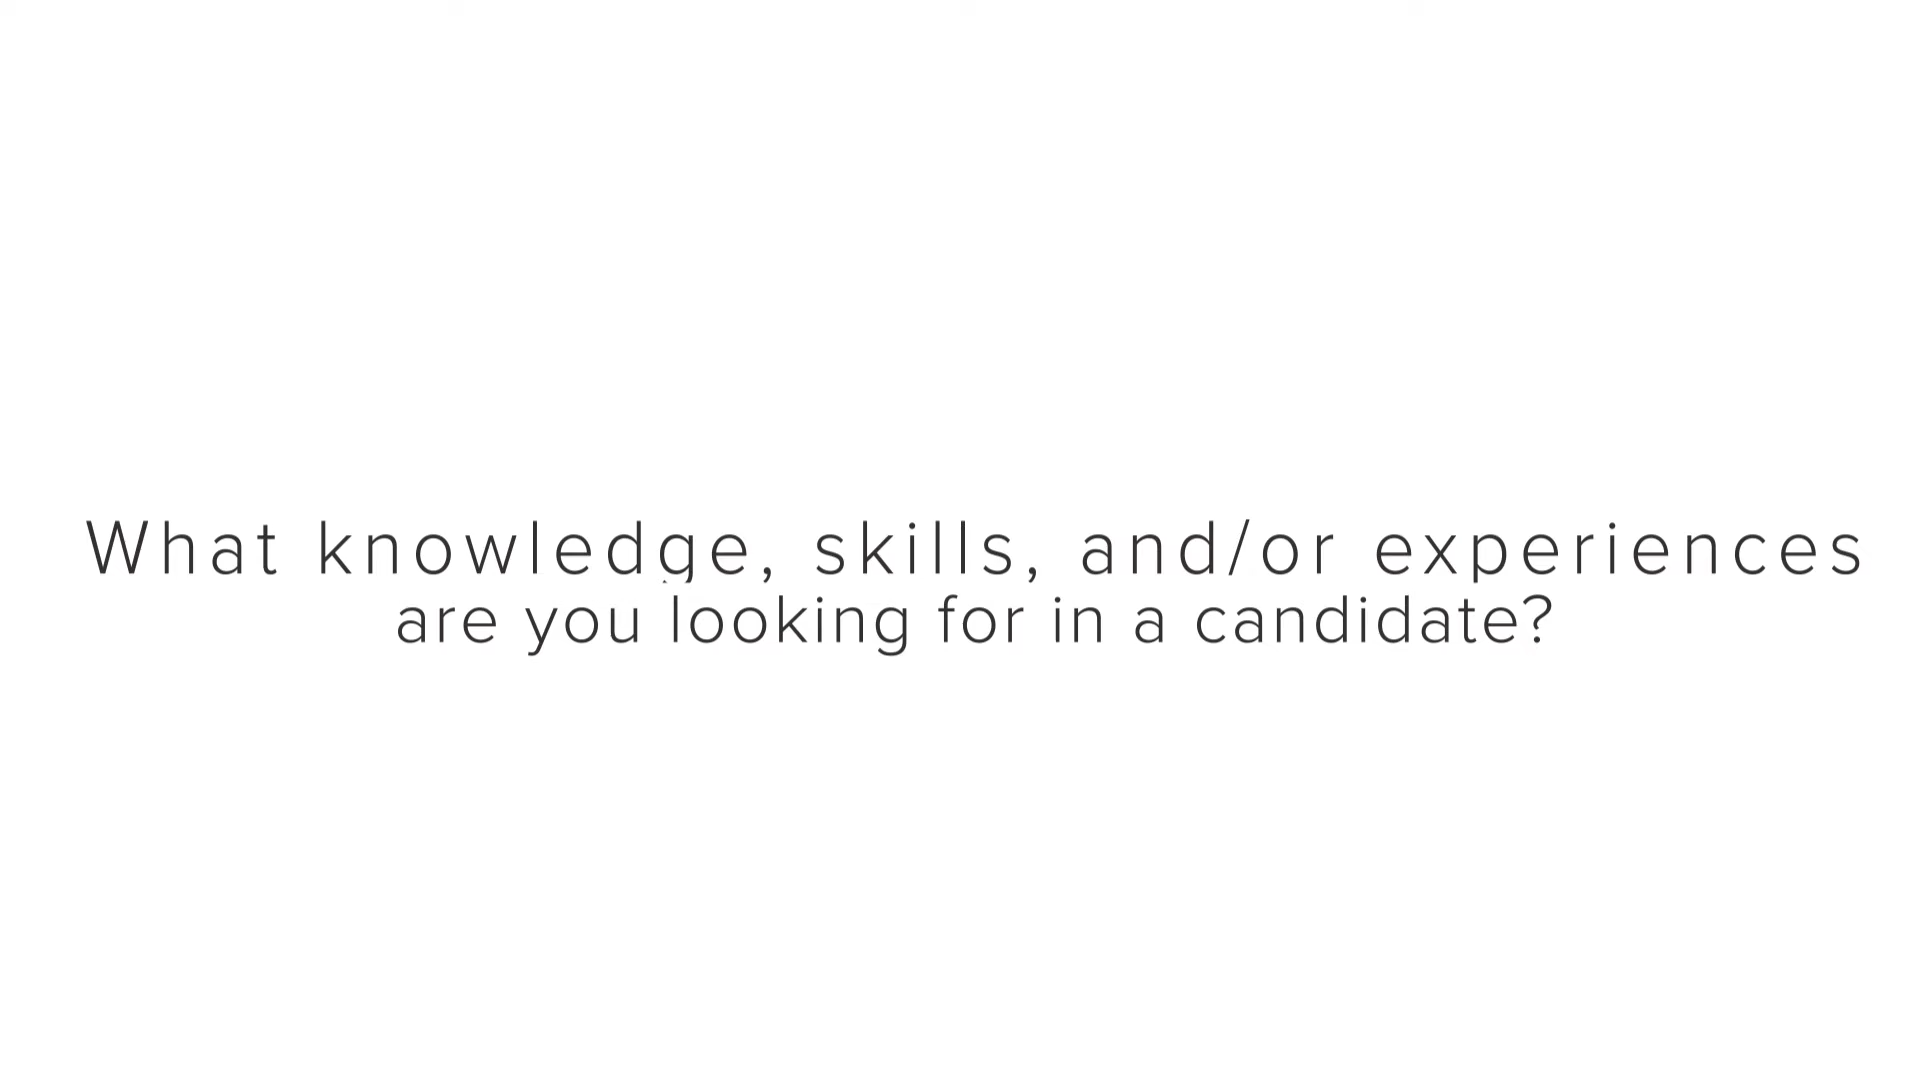 What knowledge, skills, and/or experiences
are you looking for in a candidate?